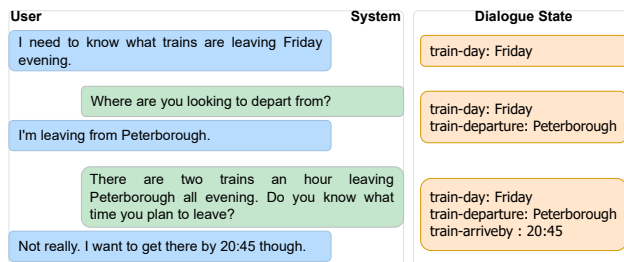 User
System
Dialogue State
I need to know what trains are leaving Friday
evening.
train-day: Friday
Where are you looking to depart from?
train-day: Friday
train-departure: Peterborough
I'm leaving from Peterborough.
There are two trains an hour leaving
Peterborough all evening. Do you know what
time you plan to leave?
train-day: Friday
train-departure: Peterborough
train-arriveby : 20:45
Not really. I want to get there by 20:45 though.